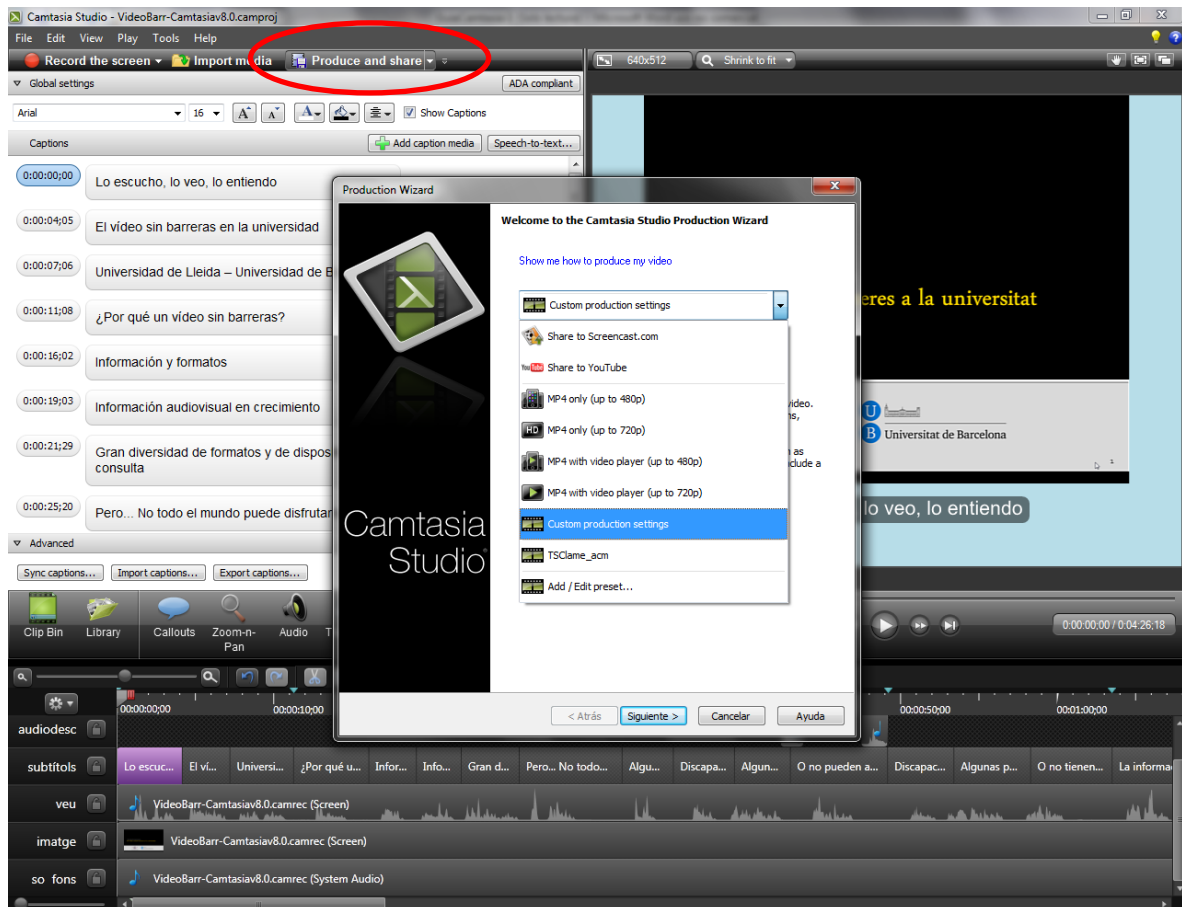 Camtasia Studio - VideoBarr-Camtasiav8.0.camproj
File Edit View Play Tools Help
Record the screen Import media Produce and share
640x512 Shrink to fit
Global settings ADA compliant
Arial 16 A A A Show Captions
Captions Add caption media Speech-to-text...
0:00:00;00 Lo escucho, lo veo, lo entiendo
0:00:04;05 El vídeo sin barreras en la universidad
0:00:07;06 Universidad de Lleida – Universidad de B
0:00:11;08 ¿Por qué un vídeo sin barreras?
0:00:16;02 Información y formatos
0:00:19;03 Información audiovisual en crecimiento
0:00:21;29 Gran diversidad de formatos y de dispos
consulta
0:00:25;20 Pero... No todo el mundo puede disfrutar
Advanced
Sync captions... Import captions... Export captions...
Production Wizard
Camtasia
Studio
Welcome to the Camtasia Studio Production Wizard
Show me how to produce my video
Custom production settings
Share to Screencast.com
YouTube Share to YouTube
MP4 only (up to 480p)
HD MP4 only (up to 720p)
MP4 with video player (up to 480p)
MP4 with video player (up to 720p)
Custom production settings
TSClame_acm
Add / Edit preset...
video.
ns,
as
clude a
< Atrás Siguiente > Cancelar Ayuda
eres a la universitat
U
B Universitat de Barcelona
lo veo, lo entiendo
Clip Bin Library Callouts Zoom-n-
Pan Audio T
0:00:00;00 / 0:04:26;18
00:00:00;00 00:00:10;00 00:00:50;00 00:01:00;00
audiodesc
subtítols Lo escuc... El ví... Universi... ¿Por qué u... Infor... Info... Gran d... Pero... No todo... Algu... Discapa... Algun... O no pueden a... Discapac... Algunas p... O no tienen... La informa
veu VideoBarr-Camtasiav8.0.camrec (Screen)
imatge VideoBarr-Camtasiav8.0.camrec (Screen)
so fons VideoBarr-Camtasiav8.0.camrec (System Audio)